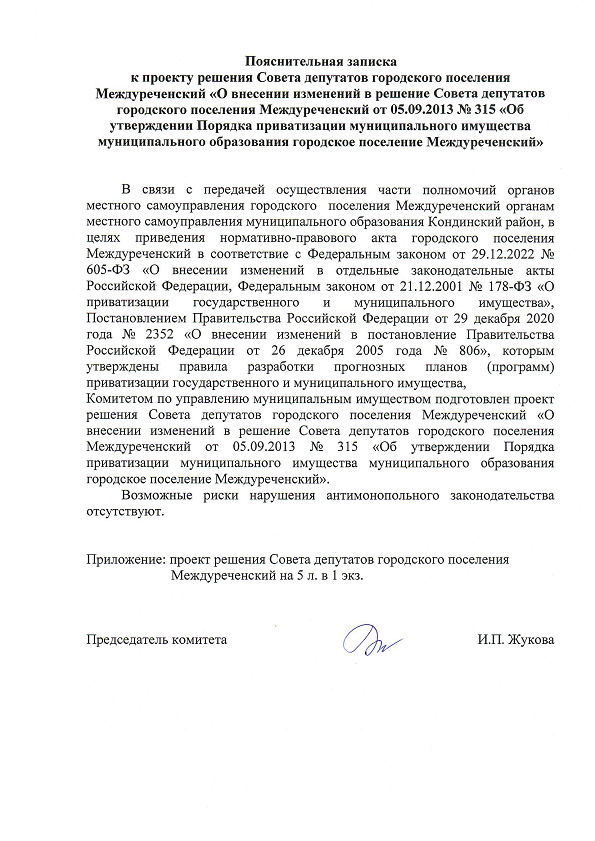 Пояснительная записка
к проекту решения Совета депутатов городского поселения
Междуреченский «О внесении изменений в решение Совета депутатов
городского поселения Междуреченский от 05.09.2013 № 315 «Об
утверждении Порядка приватизации муниципального имущества
муниципального образования городское поселение Междуреченский»
В связи с передачей осуществления части полномочий органов
местного самоуправления городского поселения Междуреченский органам
местного самоуправления муниципального образования Кондинский район, в
целях приведения нормативно-правового акта городского поселения
Междуреченский в соответствие с Федеральным законом от 29.12.2022 №
605-ФЗ «О внесении изменений в отдельные законодательные акты
Российской Федерации, Федеральным законом от 21.12.2001 № 178-ФЗ «О
приватизации государственного и муниципального имущества»,
Постановлением Правительства Российской Федерации от 29 декабря 2020
года № 2352 «О внесении изменений в постановление Правительства
Российской Федерации от 26 декабря 2005 года № 806», которым
утверждены правила разработки прогнозных планов (программ)
приватизации государственного и муниципального имущества,
Комитетом по управлению муниципальным имуществом подготовлен проект
решения Совета депутатов городского поселения Междуреченский «О
внесении изменений в решение Совета депутатов городского поселения
Междуреченский от 05.09.2013 № 315 «Об утверждении Порядка
приватизации муниципального имущества муниципального образования
городское поселение Междуреченский».
Возможные риски нарушения антимонопольного законодательства
отсутствуют.
Приложение: проект решения Совета депутатов городского поселения
Междуреченский на 5 л. в 1 экз.
Председатель комитета И.П. Жукова